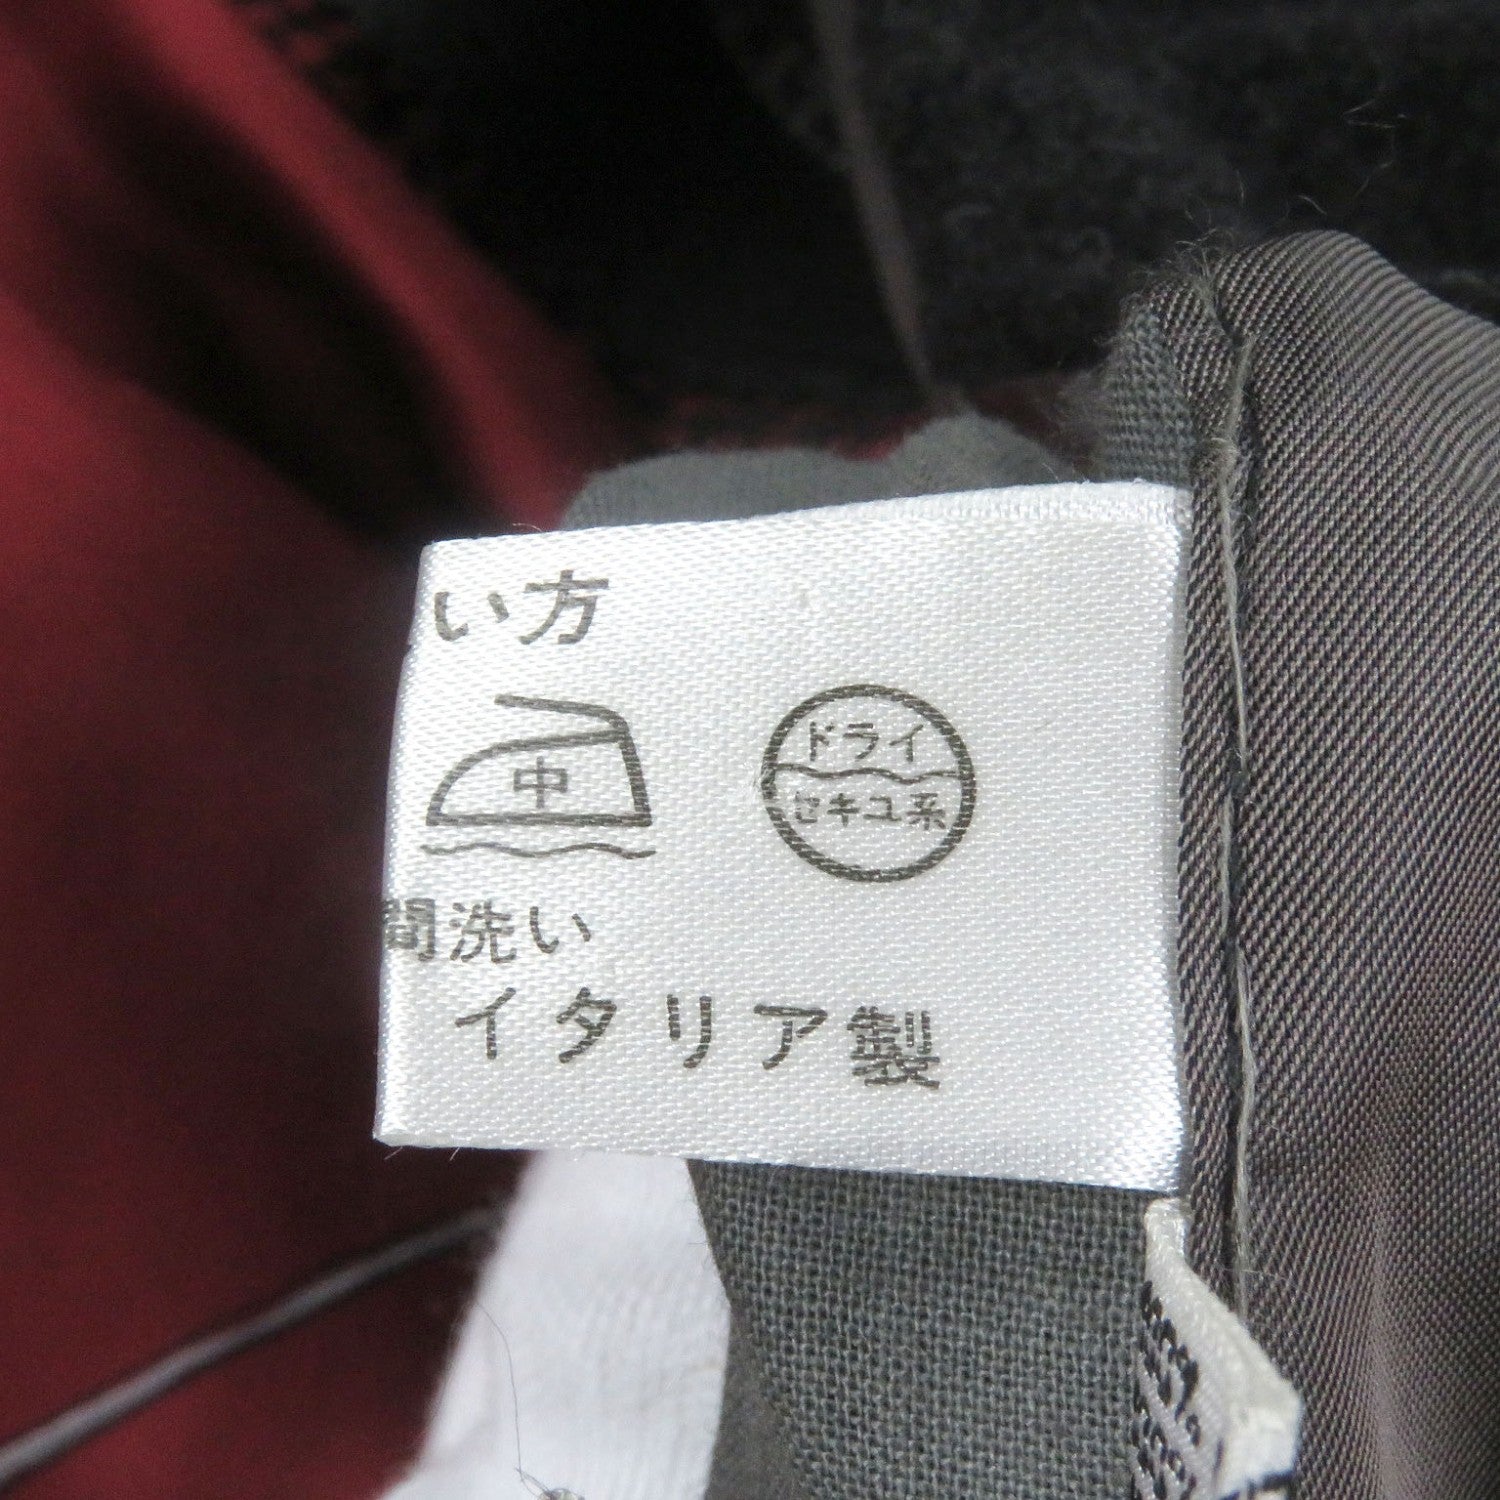 い方
中
ドライ
セキユ系
間洗い
イタリア製